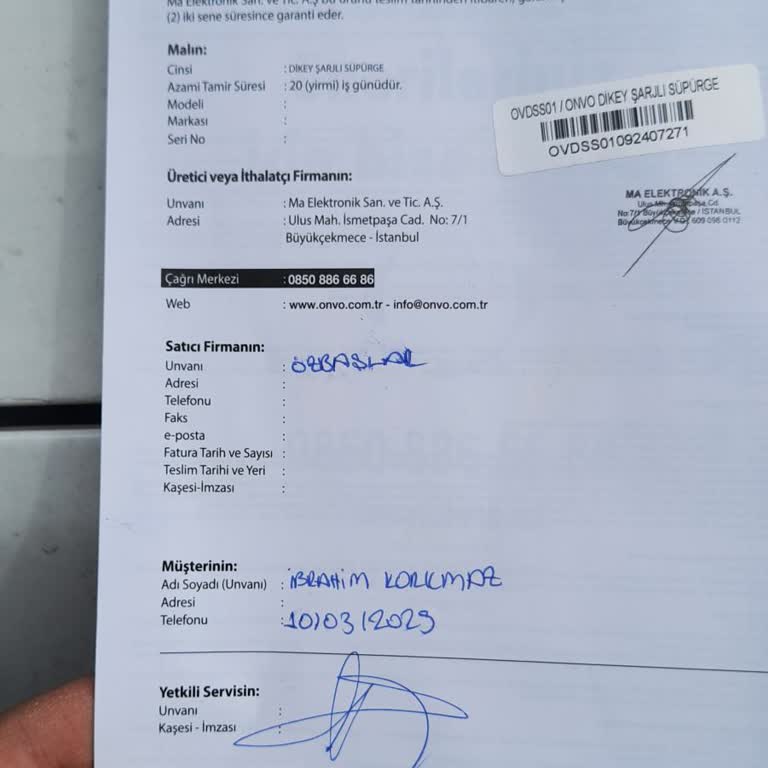 (2) iki sene süresince garanti eder.
Malın:
Cinsi : DİKEY ŞARJLI SÜPÜRGE
Azami Tamir Süresi : 20 (yirmi) iş günüdür.
Modeli :
Markası :
Seri No :
OVDSS01 / ONVO DİKEY ŞARJLI SÜPÜRGE
OVDSS01092407271
Üretici veya İthalatçı Firmanın:
Unvanı : Ma Elektronik San. ve Tic. A.Ş.
Adresi : Ulus Mah. İsmetpaşa Cad. No: 7/1
Büyükçekmece - İstanbul
MA ELEKTRONİK A.Ş.
Çağrı Merkezi : 0850 886 66 86
Web : www.onvo.com.tr - info@onvo.com.tr
Satıcı Firmanın:
Unvanı : ÖZBAŞLAR
Adresi :
Telefonu :
Faks :
e-posta :
Fatura Tarih ve Sayısı :
Teslim Tarihi ve Yeri :
Kaşesi-İmzası :
Müşterinin:
Adı Soyadı (Unvanı) : İBRAHİM KORKMAZ
Adresi :
Telefonu : 10/03/2025
Yetkili Servisin:
Unvanı :
Kaşesi - İmzası :